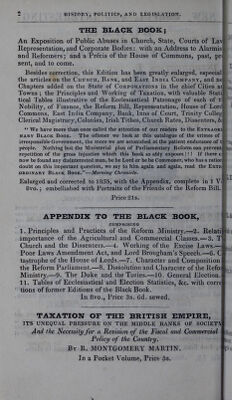 2 HISTORY, POLITICS, AND LEGISLATION.
THE BLACK BOOK;
An Exposition of Public Abuses in Church, State, Courts of Law
Representation, and Corporate Bodies: with an Address to Alarmis
and Reformers; and a Précis of the House of Commons, past, pr
sent, and to come.
Besides correction, this Edition has been greatly enlarged, especial
the articles on the CHURCH, BANK, and EAST INDIA COMPANY, and ne
Chapters added on the State of CORPORATIONS in the chief Cities an
Towns; the Principles and Working of Taxation, with valuable Stati
tical Tables illustrative of the Ecclesiastical Patronage of each of t
Nobility, of Finance, the Reform Bill, Representation, House of Lord
Commons, East India Company, Bank, Inns of Court, Trinity Colleg
Clerical Magistracy, Calories, Irish Tithes, Church Rates, Dissenters, &
" We have more than once called the attention of our readers to the EXTRAORD
NARY BLACK BOOK. The oftener we look at this catalogue of the crimes of
irresponsible Government, the more we are astonished at the patient endurance of t
people. Nothing but the Ministerial plan of Parliamentary Reform can prevent
repetition of the gross injustice which this book so ably exposes!! If there c
now be found any disinterested man, be he Lord or be he Commoner, who has a ration
doubt on this important question, we say to him again and again, read the EXTR
ORDINARY BLACK BOOK."—Morning Chronicle.
Enlarged and corrected to 1835, with the Appendix, complete in 1 V
8vo.; embellished with Portraits of the Friends of the Reform Bill.
Price 21s.
APPENDIX TO THE BLACK BOOK,
COMPRISING
1. Principles and Practices of the Reform Ministry.—2. Relati
importance of the Agricultural and Commercial Classes.—3. T
Church and the Dissenters.—4. Working of the Excise Laws.—
Poor Laws Amendment Act, and Lord Brougham's Speech.—6. C
tastrophe of the House of Lords.—7. Character and Composition
the Reform Parliament.—8. Dissolution and Character of the Refor
Ministry.—9. The Duke and the Tories.—10. General Election.
11. Tables of Ecclesiastical and Election Statistics, &c. with corre
tions of former Editions of the Black Book.
In 8vo., Price 3s. 6d. sewed.
TAXATION OF THE BRITISH EMPIRE,
ITS UNEQUAL PRESSURE ON THE MIDDLE RANKS OF SOCIETY
And the Necessity for a Revision of the Fiscal and Commercial
Policy of the Country.
BY R. MONTGOMERY MARTIN.
In a Pocket Volume, Price 3s.